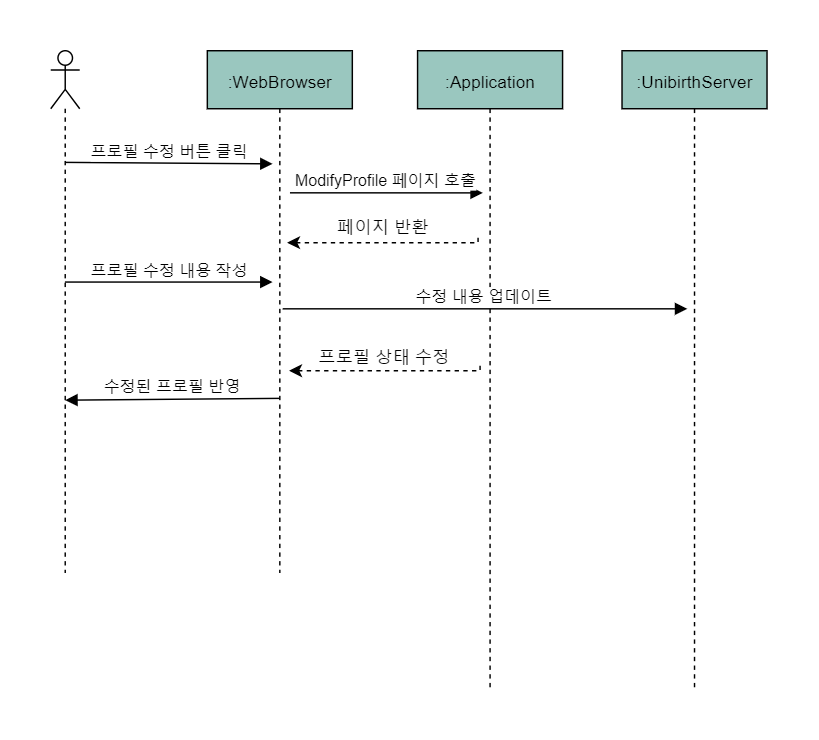 :WebBrowser
:Application
:UnibirthServer
프로필 수정 버튼 클릭
ModifyProfile 페이지 호출
페이지 반환
프로필 수정 내용 작성
수정 내용 업데이트
프로필 상태 수정
수정된 프로필 반영